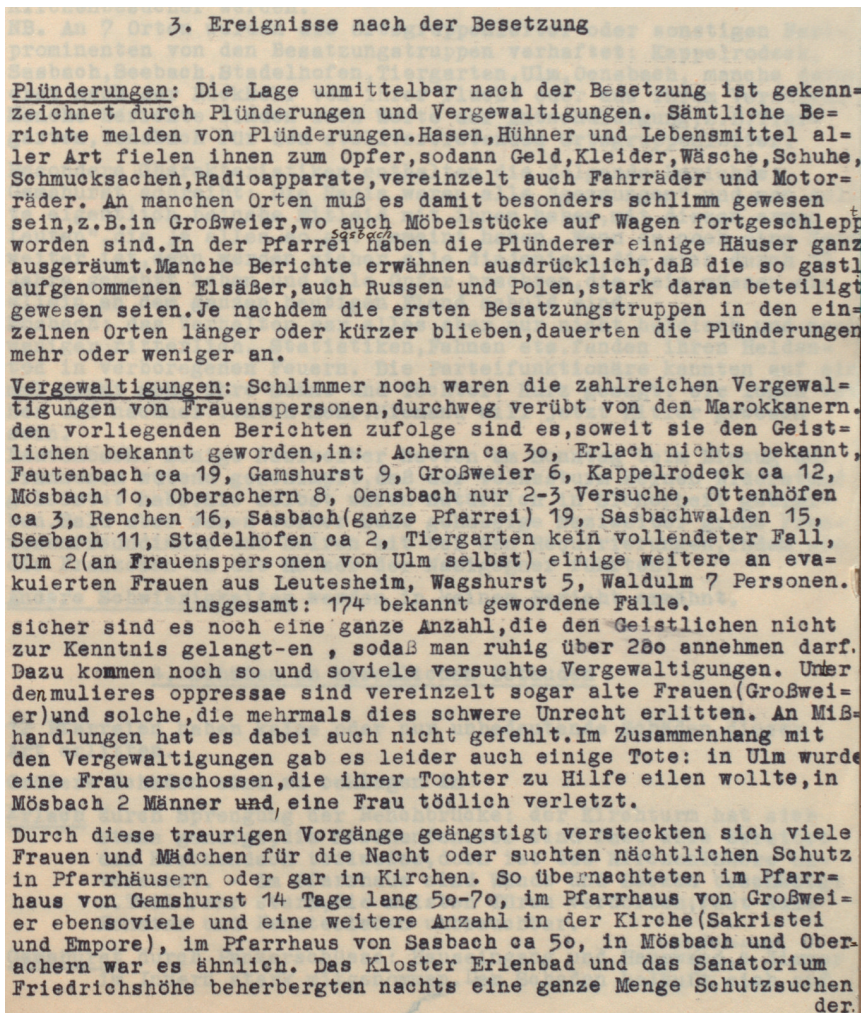 3. Ereignisse nach der Besetzung
Plünderungen: Die Lage unmittelbar nach der Besetzung ist gekenn=
zeichnet durch Plünderungen und Vergewaltigungen. Sämtliche Be=
richte melden von Plünderungen.Hasen,Hühner und Lebensmittel al=
ler Art fielen ihnen zum Opfer,sodann Geld,Kleider,Wäsche,Schuhe,
Schmucksachen,Radioapparate,vereinzelt auch Fahrräder und Motor=
räder. An manchen Orten muß es damit besonders schlimm gewesen
sein,z.B.in Großweier,wo auch Möbelstücke auf Wagen fortgeschleppt
worden sind.In der Pfarrei sasbach haben die Plünderer einige Häuser ganz
ausgeräumt.Manche Berichte erwähnen ausdrücklich,daß die so gastl
aufgenommenen Elsäßer,auch Russen und Polen,stark daran beteiligt
gewesen seien.Je nachdem die ersten Besatzungstruppen in den ein=
zelnen Orten länger oder kürzer blieben,dauerten die Plünderungen
mehr oder weniger an.
Vergewaltigungen: Schlimmer noch waren die zahlreichen Vergewal=
tigungen von Frauenspersonen,durchweg verübt von den Marokkanern.
den vorliegenden Berichten zufolge sind es,soweit sie den Geist=
lichen bekannt geworden,in: Achern ca 3o, Erlach nichts bekannt,
Fautenbach ca 19, Gamshurst 9, Großweier 6, Kappelrodeck ca 12,
Mösbach 1o, Oberachern 8, Oensbach nur 2-3 Versuche, Ottenhöfen
ca 3, Renchen 16, Sasbach(ganze Pfarrei) 19, Sasbachwalden 15,
Seebach 11, Stadelhofen ca 2, Tiergarten kein vollendeter Fall,
Ulm 2(an Frauenspersonen von Ulm selbst) einige weitere an eva=
kuierten Frauen aus Leutesheim, Wagshurst 5, Waldulm 7 Personen.
insgesamt: 174 bekannt gewordene Fälle.
sicher sind es noch eine ganze Anzahl,die den Geistlichen nicht
zur Kenntnis gelangt-en , sodaß man ruhig über 2oo annehmen darf.
Dazu kommen noch so und soviele versuchte Vergewaltigungen. Unter
den mulieres oppressae sind vereinzelt sogar alte Frauen(Großwei=
er)und solche,die mehrmals dies schwere Unrecht erlitten. An Miß=
handlungen hat es dabei auch nicht gefehlt.Im Zusammenhang mit
den Vergewaltigungen gab es leider auch einige Tote: in Ulm wurde
eine Frau erschossen,die ihrer Tochter zu Hilfe eilen wollte,in
Mösbach 2 Männer und, eine Frau tödlich verletzt.
Durch diese traurigen Vorgänge geängstigt versteckten sich viele
Frauen und Mädchen für die Nacht oder suchten nächtlichen Schutz
in Pfarrhäusern oder gar in Kirchen. So übernachteten im Pfarr=
haus von Gamshurst 14 Tage lang 5o-7o, im Pfarrhaus von Großwei=
er ebensoviele und eine weitere Anzahl in der Kirche(Sakristei
und Empore), im Pfarrhaus von Sasbach ca 5o, in Mösbach und Ober=
achern war es ähnlich. Das Kloster Erlenbad und das Sanatorium
Friedrichshöhe beherbergten nachts eine ganze Menge Schutzsuchen
der.